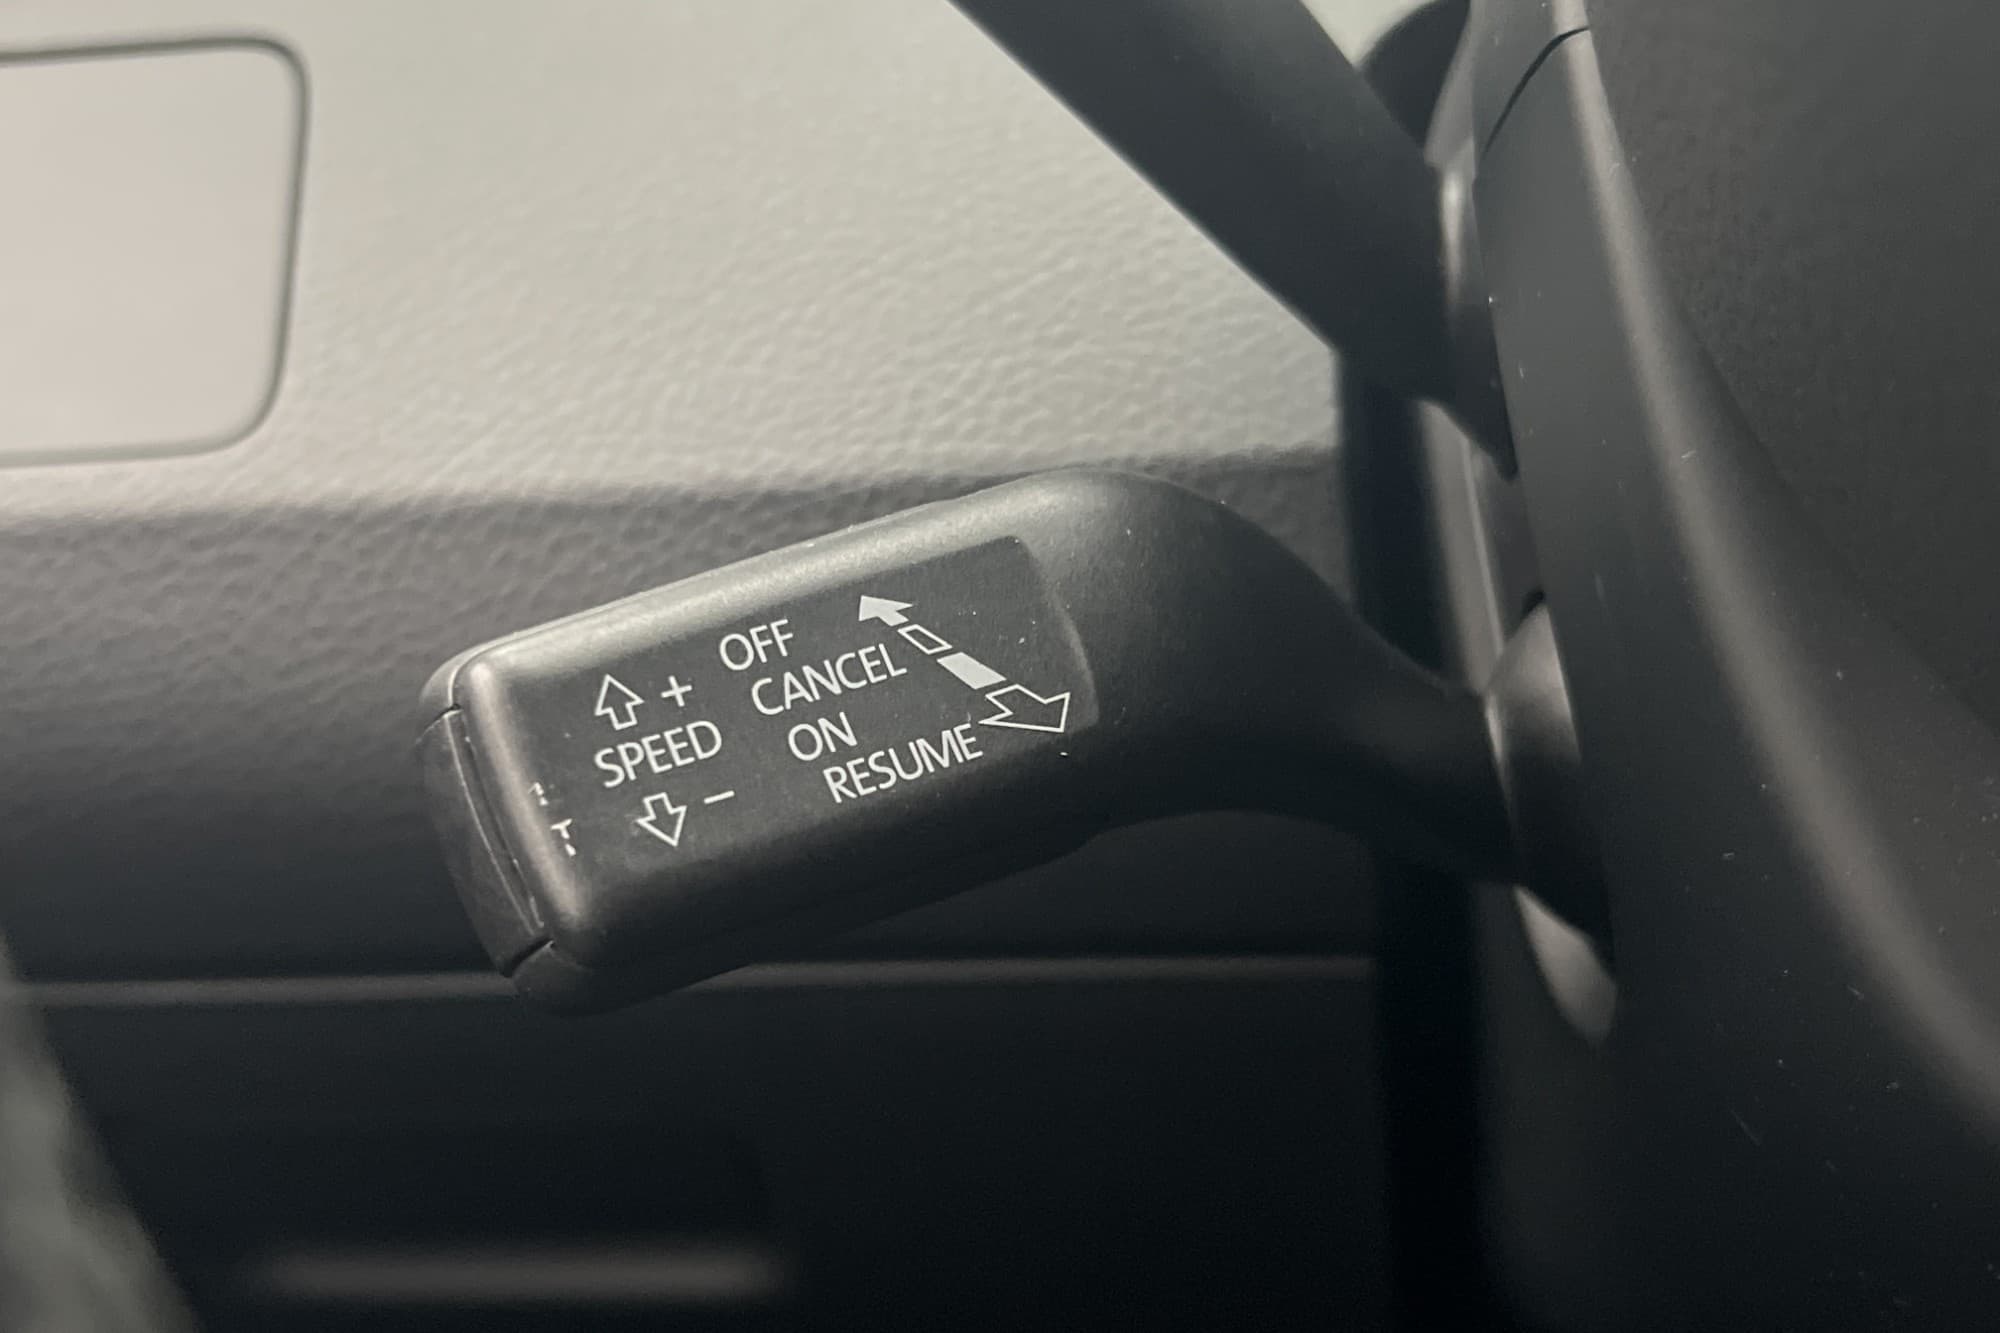 OFF
CANCEL
ON
RESUME
+
SPEED
−